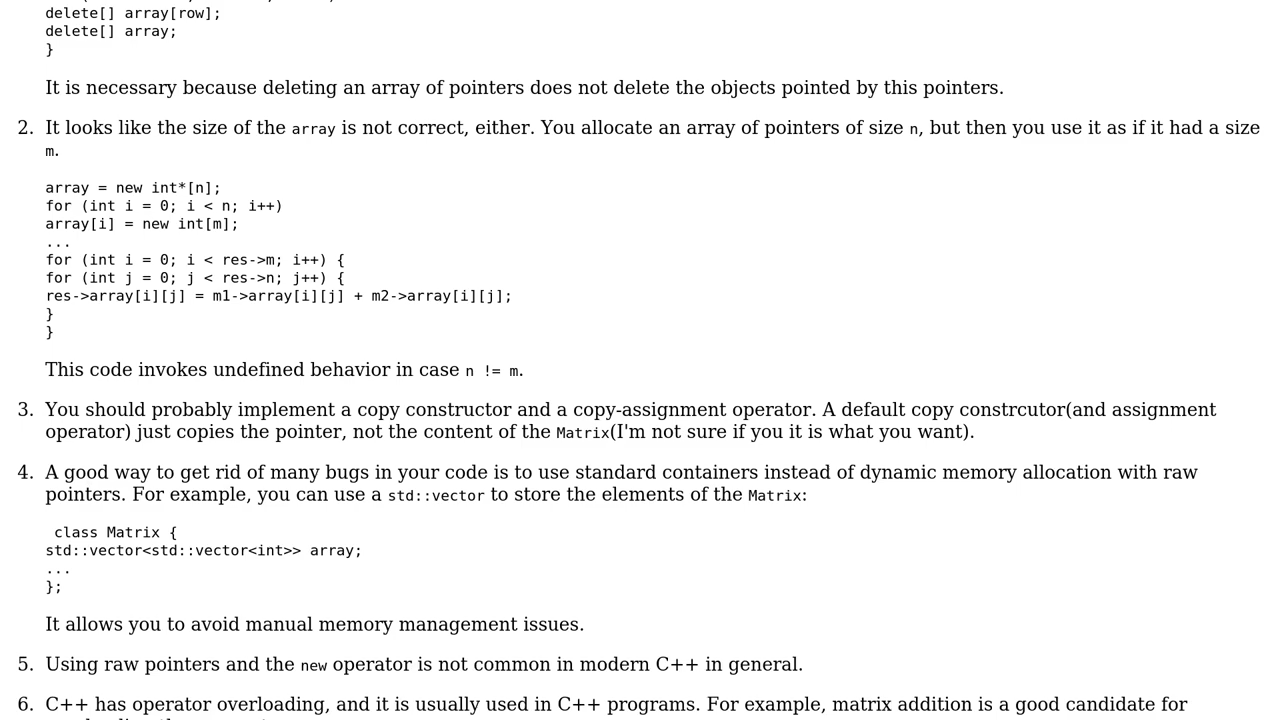 delete[] array[row];
delete[] array;
}
It is necessary because deleting an array of pointers does not delete the objects pointed by this pointers.
2. It looks like the size of the array is not correct, either. You allocate an array of pointers of size n, but then you use it as if it had a size
m.
array = new int*[n];
for (int i = 0; i < n; i++)
array[i] = new int[m];
...
for (int i = 0; i < res->m; i++) {
for (int j = 0; j < res->n; j++) {
res->array[i][j] = m1->array[i][j] + m2->array[i][j];
}
}
This code invokes undefined behavior in case n != m.
3. You should probably implement a copy constructor and a copy-assignment operator. A default copy constrcutor(and assignment
operator) just copies the pointer, not the content of the Matrix(I'm not sure if you it is what you want).
4. A good way to get rid of many bugs in your code is to use standard containers instead of dynamic memory allocation with raw
pointers. For example, you can use a std::vector to store the elements of the Matrix:
class Matrix {
std::vector<std::vector<int>> array;
...
};
It allows you to avoid manual memory management issues.
5. Using raw pointers and the new operator is not common in modern C++ in general.
6. C++ has operator overloading, and it is usually used in C++ programs. For example, matrix addition is a good candidate for